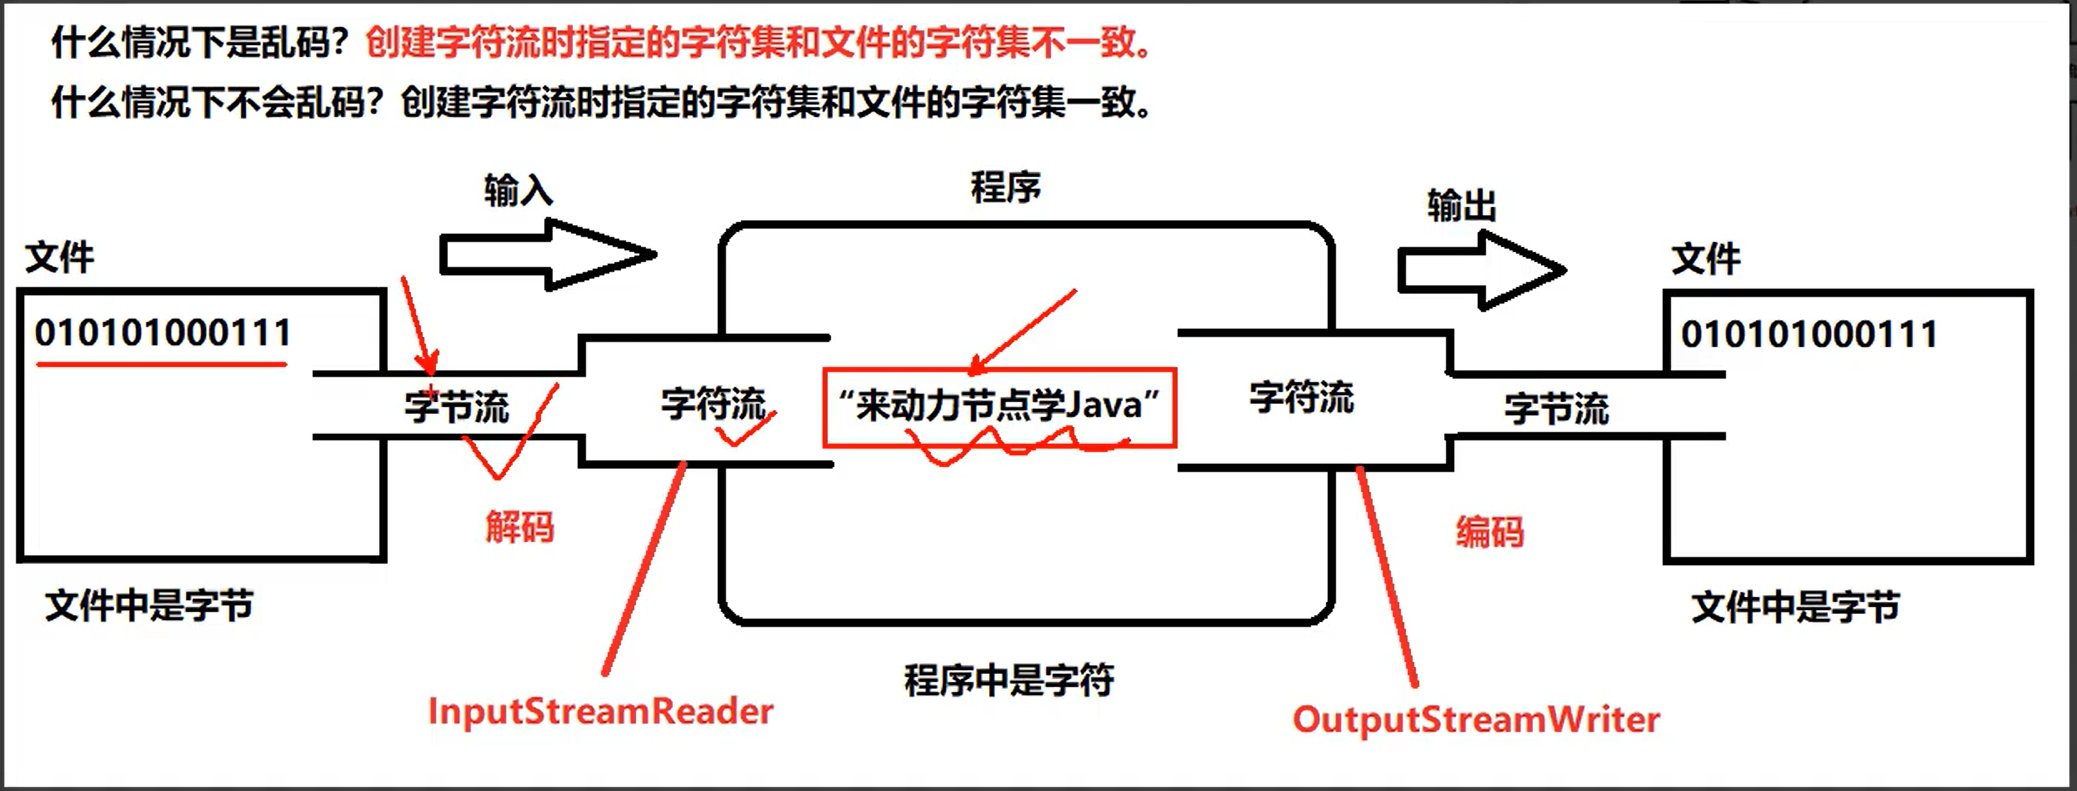 什么情况下是乱码？创建字符流时指定的字符集和文件的字符集不一致。
什么情况下不会乱码？创建字符流时指定的字符集和文件的字符集一致。
输入
程序
输出
文件
文件
010101000111
010101000111
字节流
字符流
“来动力节点学Java”
字符流
字节流
解码
编码
文件中是字节
文件中是字节
程序中是字符
InputStreamReader
OutputStreamWriter